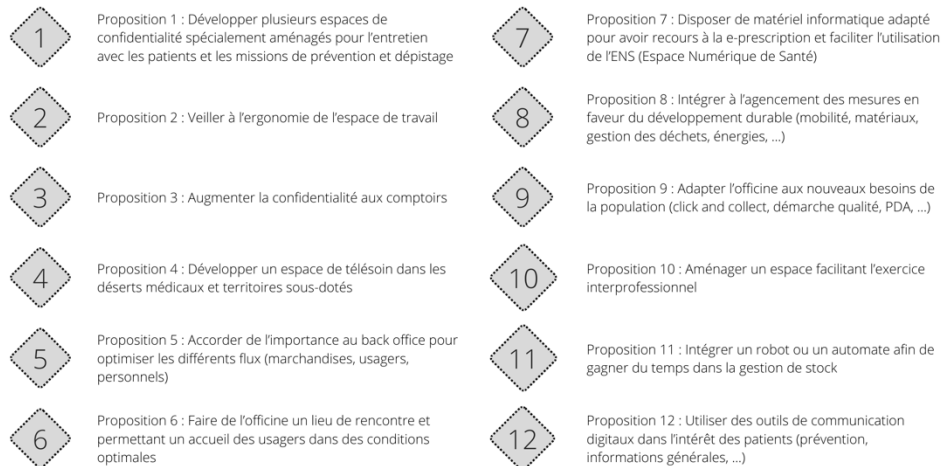 1
Proposition 1 : Développer plusieurs espaces de
confidentialité spécialement aménagés pour l'entretien
avec les patients et les missions de prévention et dépistage
2
Proposition 2 : Veiller à l'ergonomie de l'espace de travail
3
Proposition 3 : Augmenter la confidentialité aux comptoirs
4
Proposition 4 : Développer un espace de télésoin dans les
déserts médicaux et territoires sous-dotés
5
Proposition 5 : Accorder de l'importance au back office pour
optimiser les différents flux (marchandises, usagers,
personnels)
6
Proposition 6 : Faire de l'officine un lieu de rencontre et
permettant un accueil des usagers dans des conditions
optimales
7
Proposition 7 : Disposer de matériel informatique adapté
pour avoir recours à la e-prescription et faciliter l'utilisation
de l'ENS (Espace Numérique de Santé)
8
Proposition 8 : Intégrer à l'agencement des mesures en
faveur du développement durable (mobilité, matériaux,
gestion des déchets, énergies, ...)
9
Proposition 9 : Adapter l'officine aux nouveaux besoins de
la population (click and collect, démarche qualité, PDA, ...)
10
Proposition 10 : Aménager un espace facilitant l'exercice
interprofessionnel
11
Proposition 11 : Intégrer un robot ou un automate afin de
gagner du temps dans la gestion de stock
12
Proposition 12 : Utiliser des outils de communication
digitaux dans l'intérêt des patients (prévention,
informations générales, ...)